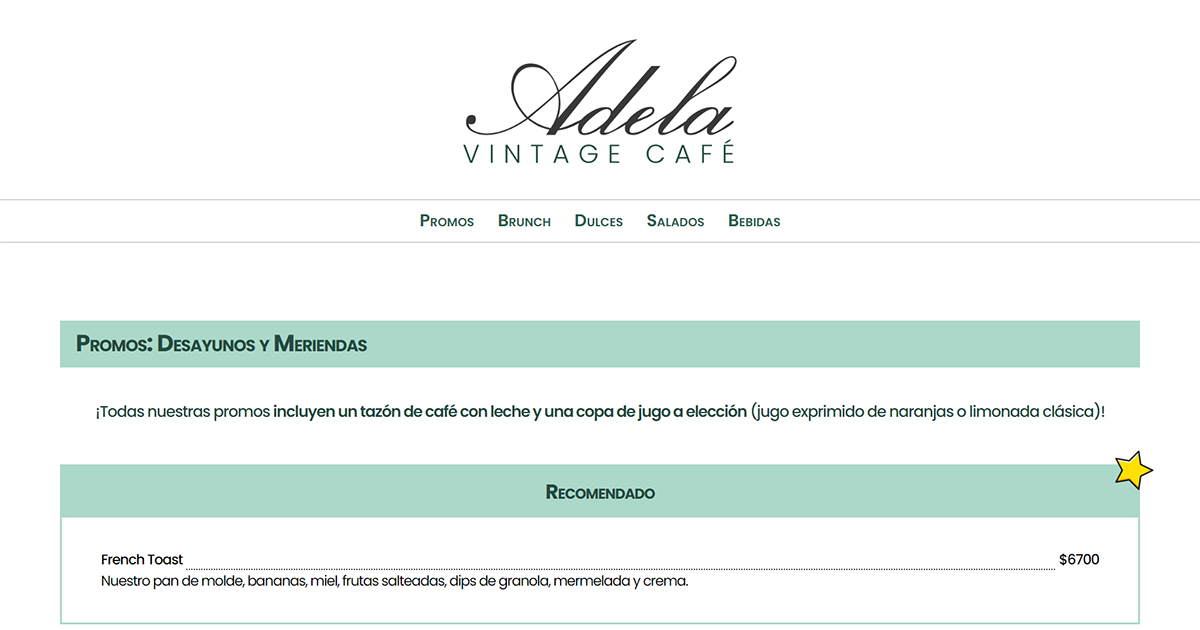 Adela
VINTAGE CAFÉ
Promos Brunch Dulces Salados Bebidas
Promos: Desayunos y Meriendas
¡Todas nuestras promos incluyen un tazón de café con leche y una copa de jugo a elección (jugo exprimido de naranjas o limonada clásica)!
Recomendado
French Toast $6700
Nuestro pan de molde, bananas, miel, frutas salteadas, dips de granola, mermelada y crema.